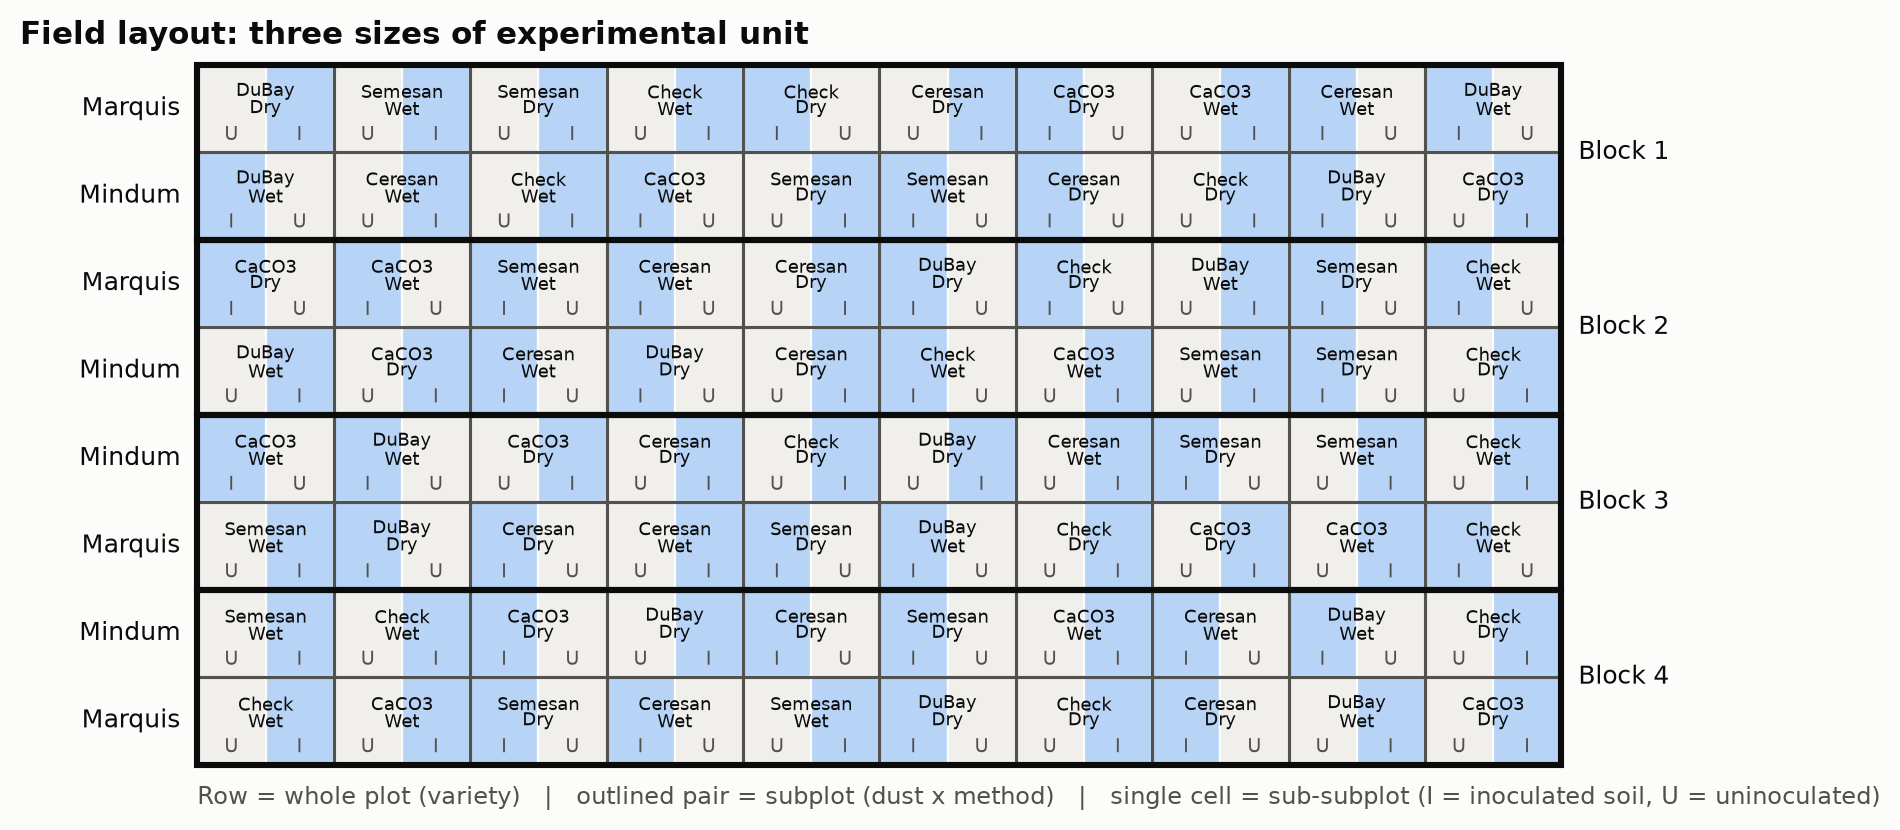 Field layout: three sizes of experimental unit
Marquis
DuBay Semesan Semesan Check Check Ceresan CaCO3 CaCO3 Ceresan DuBay
Dry Wet Dry Wet Dry Dry Dry Wet Wet Wet
U I U I U I U I I U U I I U U I I U I U
Block 1
Mindum
DuBay Ceresan Check CaCO3 Semesan Semesan Ceresan Check DuBay CaCO3
Wet Wet Wet Wet Dry Wet Dry Dry Dry Dry
I U U I U I I U U I I U I U U I I U U I
Marquis
CaCO3 CaCO3 Semesan Ceresan Ceresan DuBay Check DuBay Semesan Check
Dry Wet Wet Wet Dry Dry Dry Wet Dry Wet
I U I U I U I U U I I U I U U I I U I U
Block 2
Mindum
DuBay CaCO3 Ceresan DuBay Ceresan Check CaCO3 Semesan Semesan Check
Wet Dry Wet Dry Dry Wet Wet Wet Dry Dry
U I U I I U I U U I I U U I U I I U U I
Mindum
CaCO3 DuBay CaCO3 Ceresan Check DuBay Ceresan Semesan Semesan Check
Wet Wet Dry Dry Dry Dry Wet Dry Wet Wet
I U I U U I U I U I U I U I I U U I U I
Block 3
Marquis
Semesan DuBay Ceresan Ceresan Semesan DuBay Check CaCO3 CaCO3 Check
Wet Dry Dry Wet Dry Wet Dry Dry Wet Wet
U I I U I U U I I U I U U I U I U I I U
Mindum
Semesan Check CaCO3 DuBay Ceresan Semesan CaCO3 Ceresan DuBay Check
Wet Wet Dry Dry Dry Dry Wet Wet Wet Dry
U I U I I U U I I U I U U I I U I U U I
Block 4
Marquis
Check CaCO3 Semesan Ceresan Semesan DuBay Check Ceresan DuBay CaCO3
Wet Wet Dry Wet Wet Dry Dry Dry Wet Dry
U I U I I U I U U I I U U I I U U I U I
Row = whole plot (variety) | outlined pair = subplot (dust x method) | single cell = sub-subplot (I = inoculated soil, U = uninoculated)